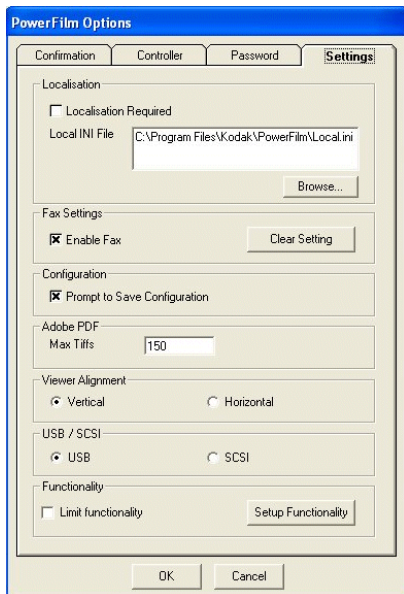 PowerFilm Options
Confirmation Controller Password Settings
Localisation
Localisation Required
Local INI File C:\Program Files\Kodak\PowerFilm\Local.ini
Browse...
Fax Settings
Enable Fax Clear Setting
Configuration
Prompt to Save Configuration
Adobe PDF
Max Tiffs 150
Viewer Alignment
Vertical Horizontal
USB / SCSI
USB SCSI
Functionality
Limit functionality Setup Functionality
OK Cancel